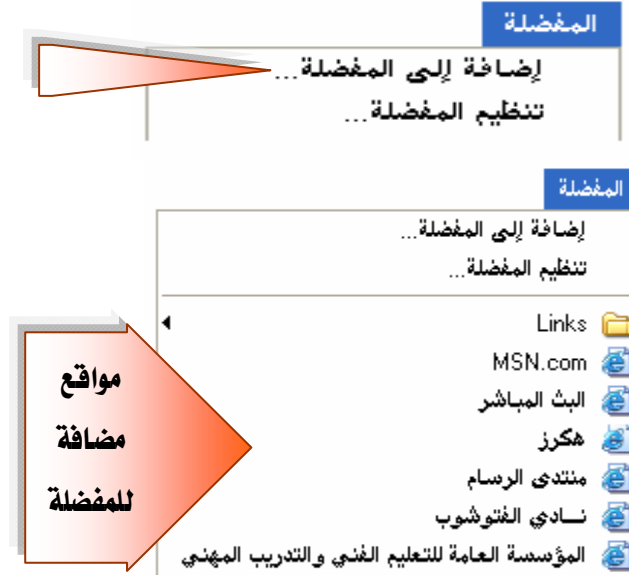 المفضلة
إضافة إلى المفضلة...
تنظيم المفضلة...
المفضلة
إضافة إلى المفضلة...
تنظيم المفضلة...
Links
MSN.com
البث المباشر
هكرز
منتدى الرسام
نــادي الفتوشوب
المؤسسة العامة للتعليم الفني والتدريب المهني
مواقع
مضافة
للمفضلة